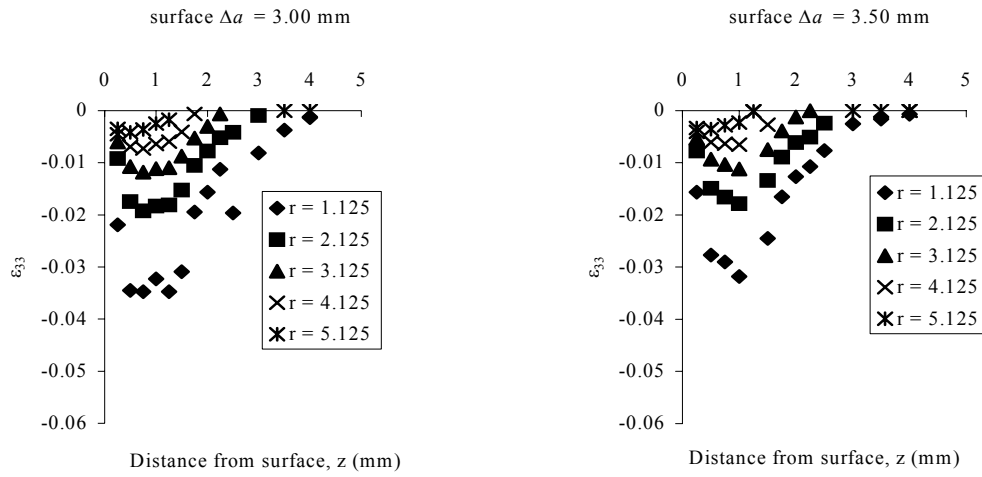 surface Δa = 3.00 mm
0 1 2 3 4 5
0
-0.01
-0.02
-0.03
-0.04
-0.05
-0.06
ε33
r = 1.125
r = 2.125
r = 3.125
r = 4.125
r = 5.125
Distance from surface, z (mm)
surface Δa = 3.50 mm
0 1 2 3 4 5
0
-0.01
-0.02
-0.03
-0.04
-0.05
-0.06
ε33
r = 1.125
r = 2.125
r = 3.125
r = 4.125
r = 5.125
Distance from surface, z (mm)